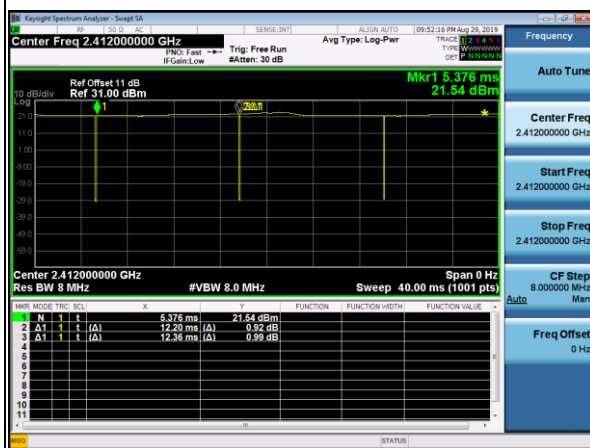 Keysight Spectrum Analyzer - Swept SA
RF 50 Ω AC SENSE:INT ALIGN AUTO 09:52:16 PM Aug 29, 2019
Center Freq 2.412000000 GHz
PNO: Fast
IFGain:Low
Trig: Free Run
#Atten: 30 dB
Avg Type: Log-Pwr
TRACE 1 2 3 4 5 6
TYPE WWWWWW
DET P NNNNN
Ref Offset 11 dB
10 dB/div Ref 31.00 dBm
Log
Mkr1 5.376 ms
21.54 dBm
1
21.0
11.0
1.00
-9.00
-19.0
-29.0
-39.0
-49.0
-59.0
Center 2.412000000 GHz Span 0 Hz
Res BW 8 MHz #VBW 8.0 MHz Sweep 40.00 ms (1001 pts)
MKR MODE TRC SCL X Y FUNCTION FUNCTION WIDTH FUNCTION VALUE
1 N 1 t 5.376 ms 21.54 dBm
2 Δ1 1 t (Δ) 12.20 ms (Δ) 0.92 dB
3 Δ1 1 t (Δ) 12.36 ms (Δ) 0.99 dB
4
5
6
7
8
9
10
11
MSG STATUS
Frequency
Auto Tune
Center Freq
2.412000000 GHz
Start Freq
2.412000000 GHz
Stop Freq
2.412000000 GHz
CF Step
8.000000 MHz
Auto Man
Freq Offset
0 Hz